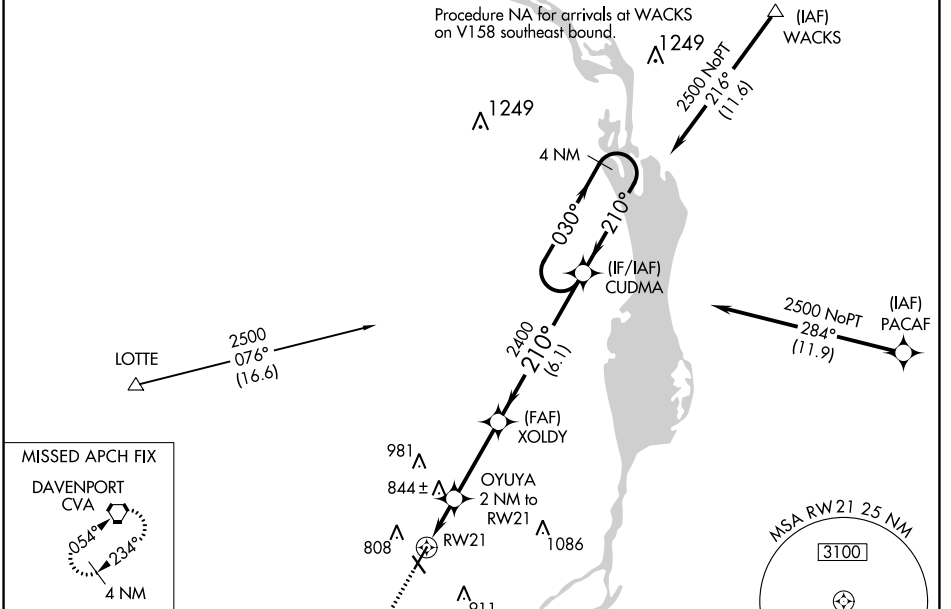 Procedure NA for arrivals at WACKS
on V158 southeast bound.
(IAF)
WACKS
1249
2500 NoPT
216°
(11.6)
1249
4 NM
030°
210°
(IF/IAF)
CUDMA
2500 NoPT
284°
(11.9)
(IAF)
PACAF
2500
076°
(16.6)
LOTTE
2400
210°
(6.1)
(FAF)
XOLDY
MISSED APCH FIX
DAVENPORT
CVA
054°
234°
4 NM
981
844±
OYUYA
2 NM to
RW21
808
RW21
1086
911
MSA RW21 25 NM
3100